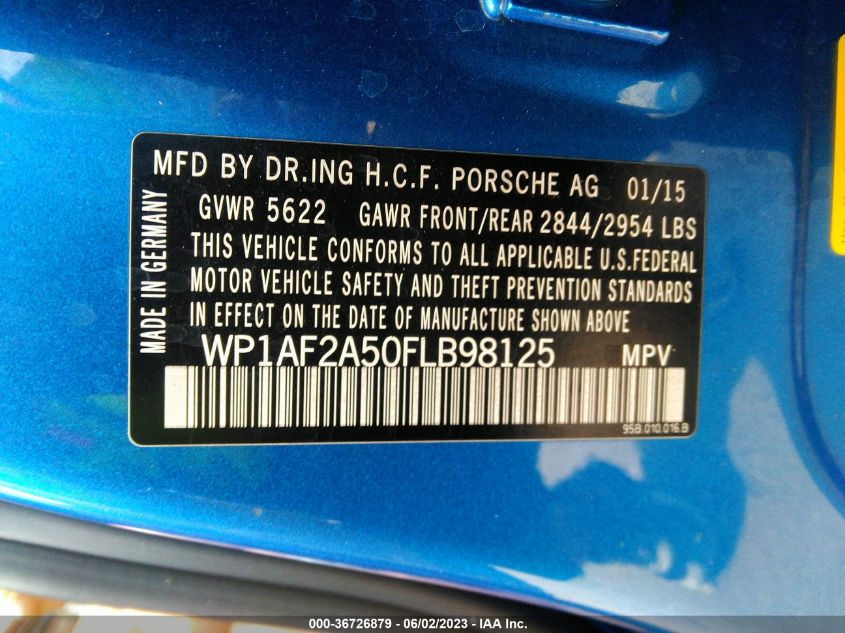 MFD BY DR.ING H.C.F. PORSCHE AG 01/15
GVWR 5622 GAWR FRONT/REAR 2844/2954 LBS
THIS VEHICLE CONFORMS TO ALL APPLICABLE U.S.FEDERAL
MOTOR VEHICLE SAFETY AND THEFT PREVENTION STANDARDS
IN EFFECT ON THE DATE OF MANUFACTURE SHOWN ABOVE
WP1AF2A50FLB98125 MPV
95B.010.016.B
MADE IN GERMANY
000-36726879 - 06/02/2023 - IAA Inc.